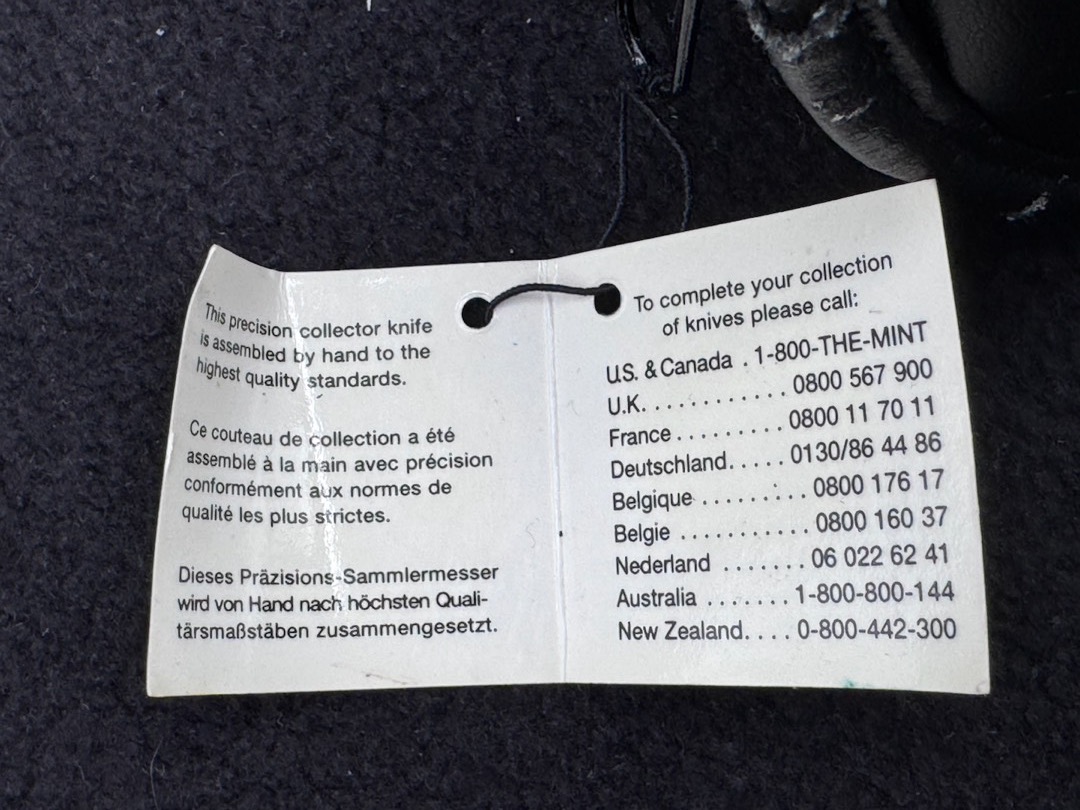 This precision collector knife
is assembled by hand to the
highest quality standards.
Ce couteau de collection a été
assemblé à la main avec précision
conformément aux normes de
qualité les plus strictes.
Dieses Präzisions-Sammlermesser
wird von Hand nach höchsten Quali-
tärsmaßstäben zusammengesetzt.
To complete your collection
of knives please call:
U.S. & Canada . 1-800-THE-MINT
U.K. . . . . . . . . . . . . 0800 567 900
France . . . . . . . . . 0800 11 70 11
Deutschland. . . . . 0130/86 44 86
Belgique . . . . . . . . . 0800 176 17
Belgie . . . . . . . . . . . 0800 160 37
Nederland . . . . . . . 06 022 62 41
Australia . . . . . . . 1-800-800-144
New Zealand. . . . 0-800-442-300